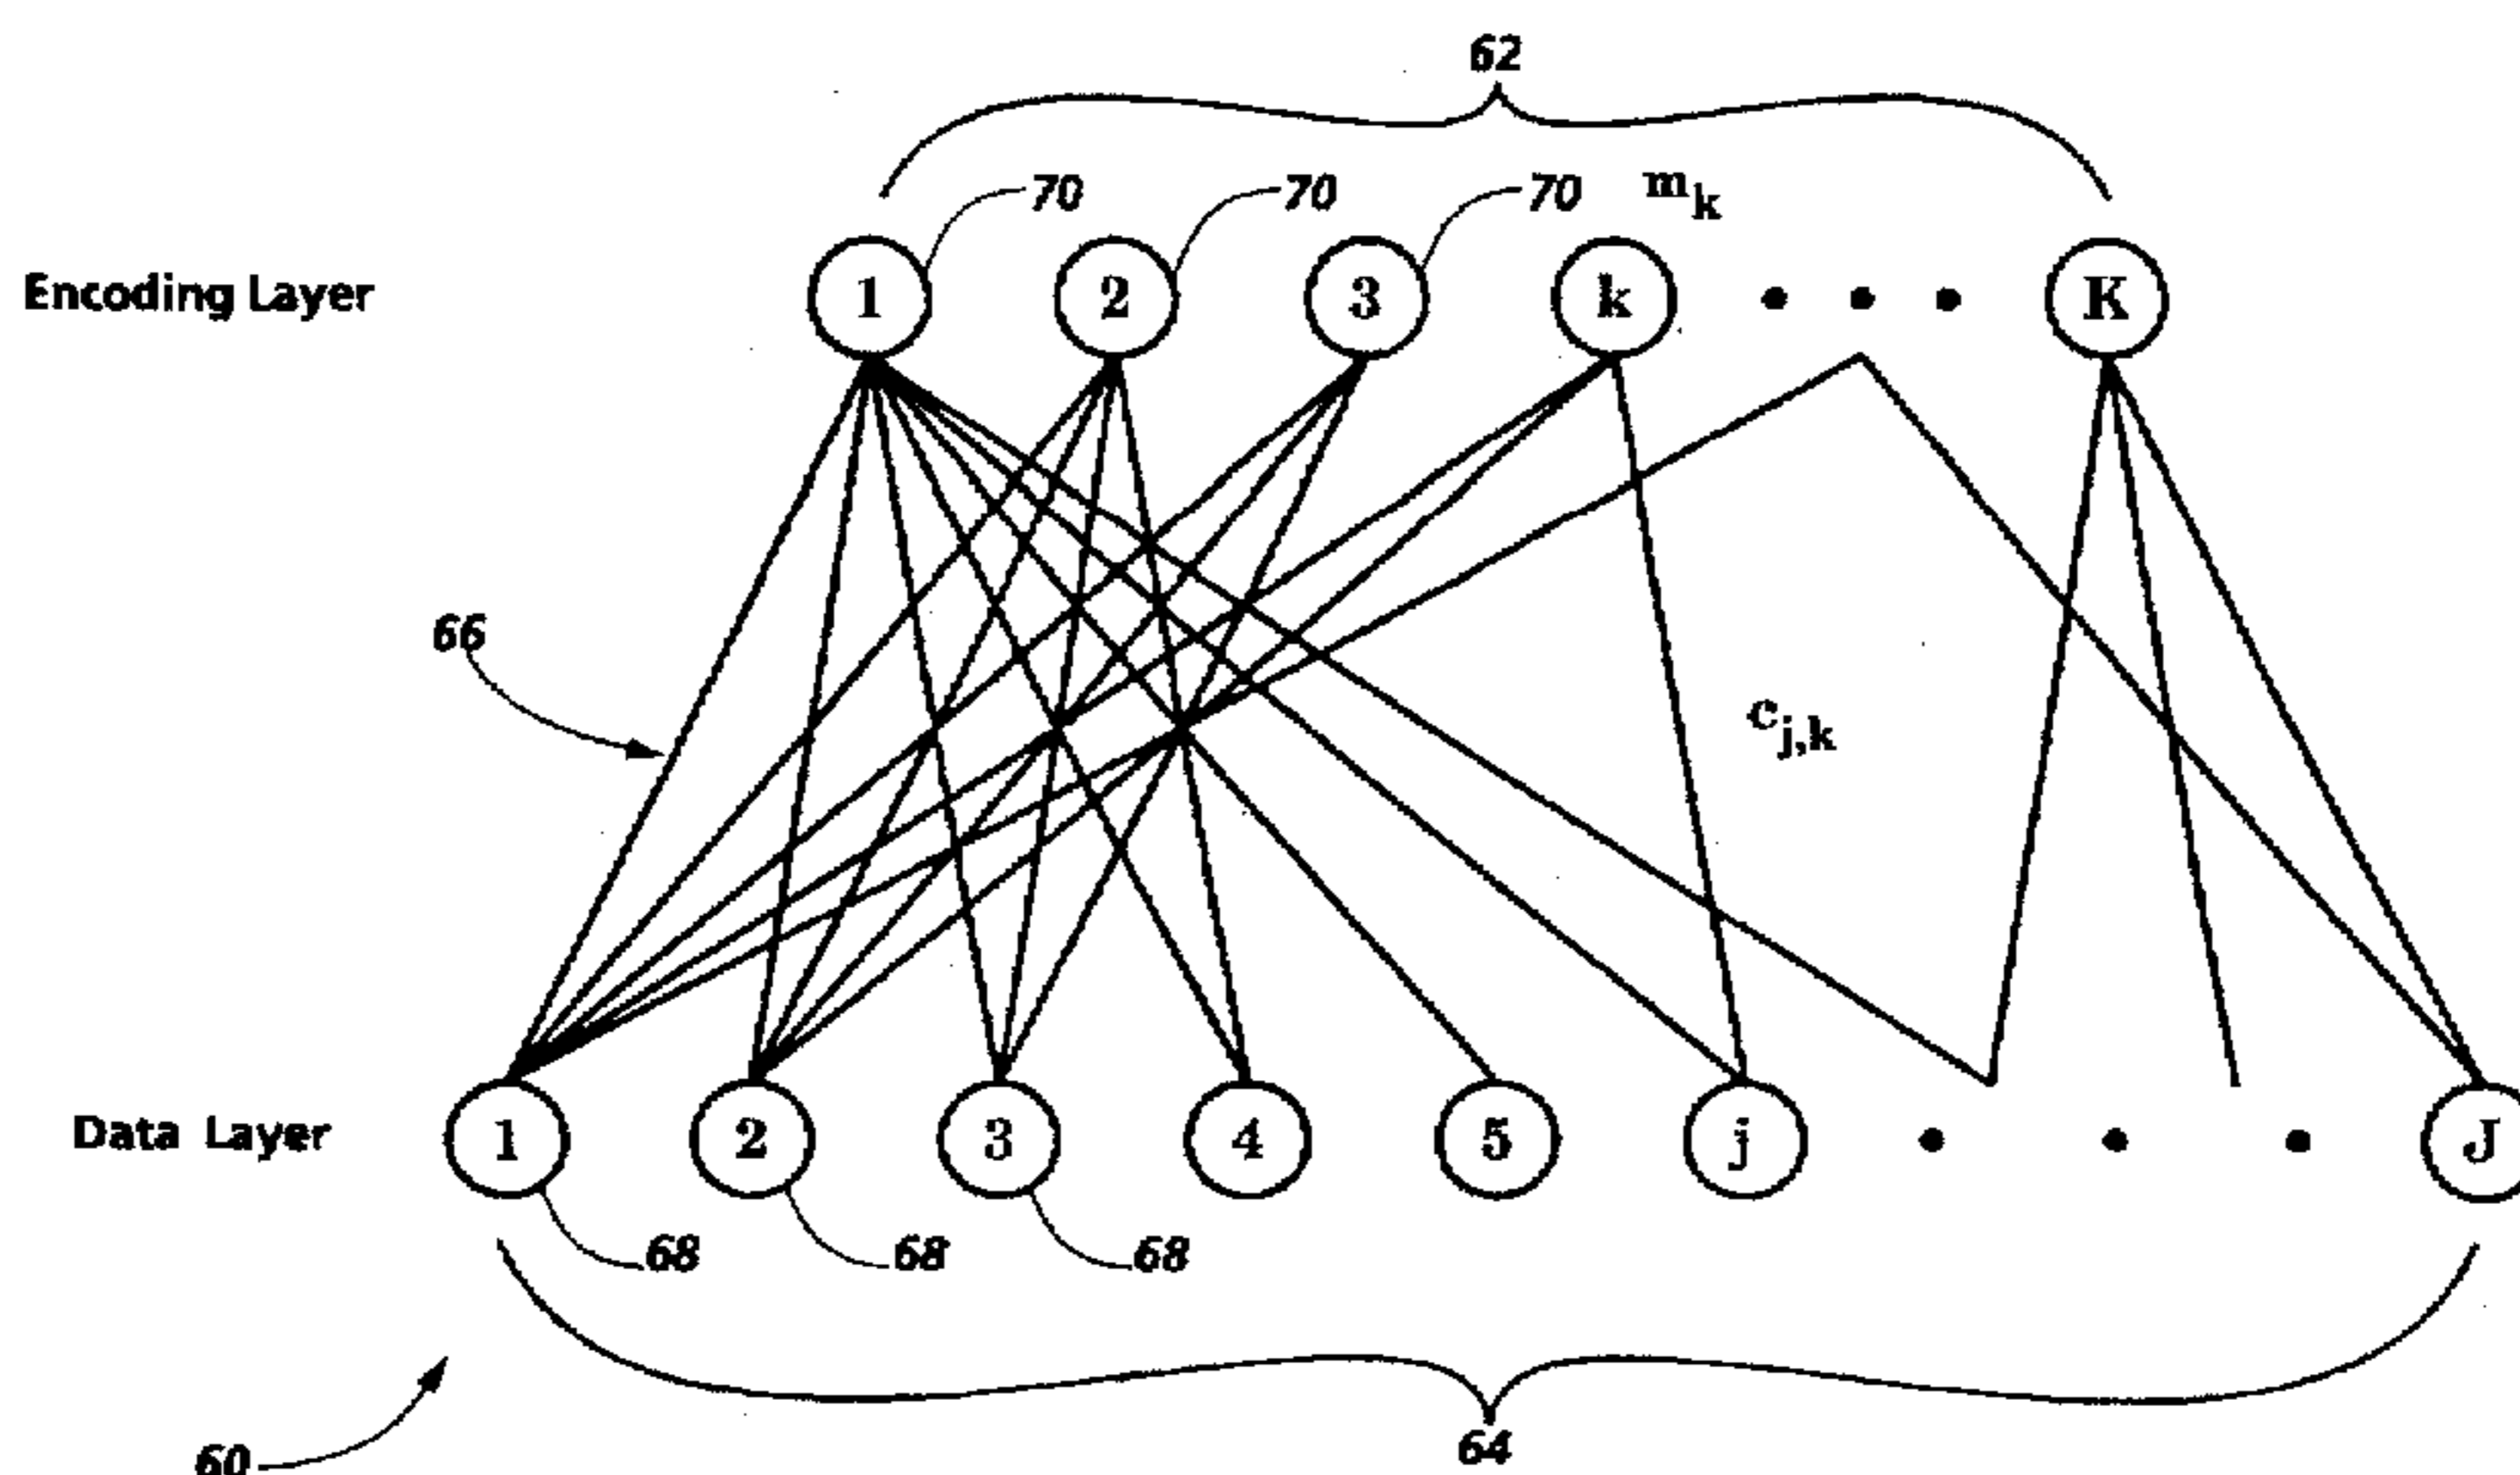 62
70 70 70 m_k
Encoding Layer 1 2 3 k K
66
c_j,k
Data Layer 1 2 3 4 5 j J
68 68 68
64
60